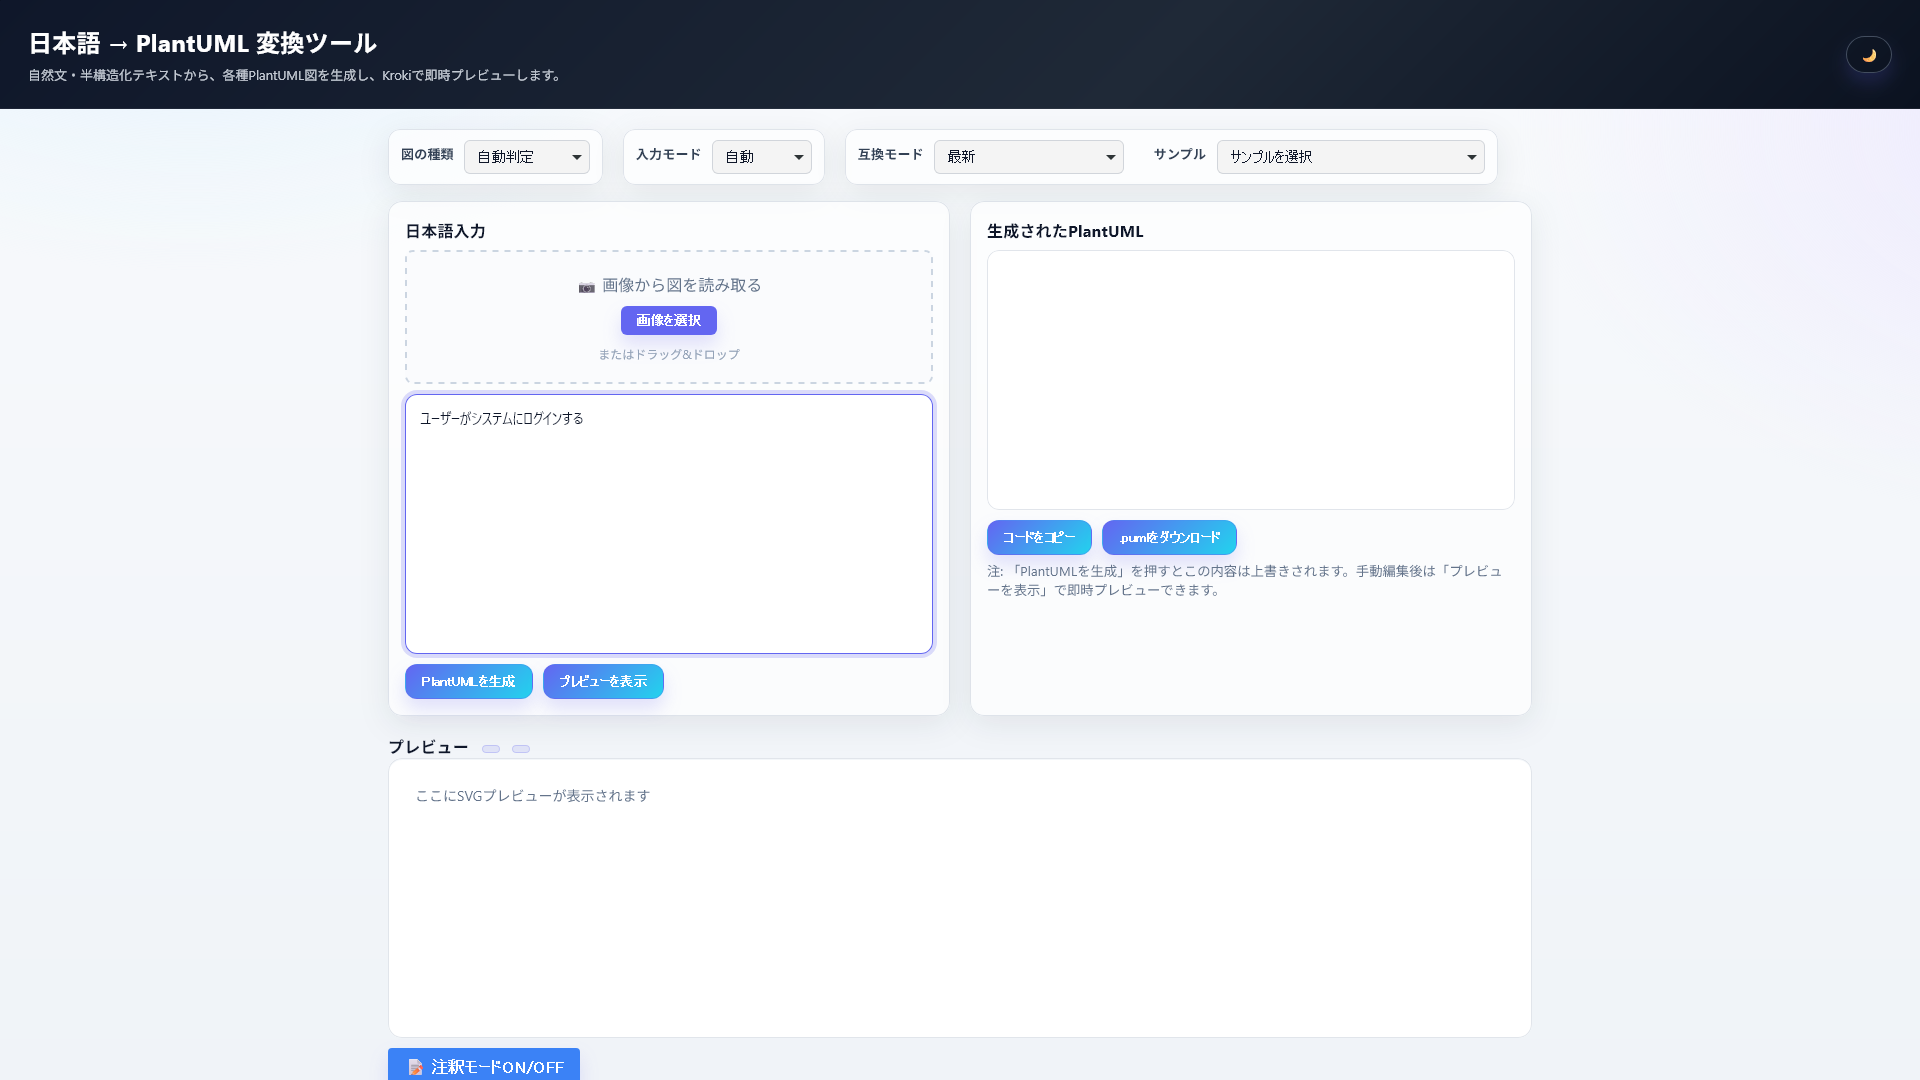 日本語 → PlantUML 変換ツール
自然文・半構造化テキストから、各種PlantUML図を生成し、Krokiで即時プレビューします。
図の種類
自動判定
入力モード
自動
互換モード
最新
サンプル
サンプルを選択
日本語入力
画像から図を読み取る
画像を選択
またはドラッグ&ドロップ
ユーザーがシステムにログインする
PlantUMLを生成
プレビューを表示
生成されたPlantUML
コードをコピー
.pumlをダウンロード
注: 「PlantUMLを生成」を押すとこの内容は上書きされます。手動編集後は「プレビュ
ーを表示」で即時プレビューできます。
プレビュー
ここにSVGプレビューが表示されます
注釈モードON/OFF